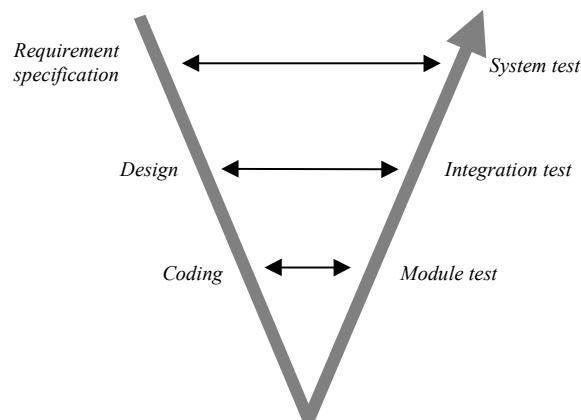 Requirement
specification
System test
Design
Integration test
Coding
Module test